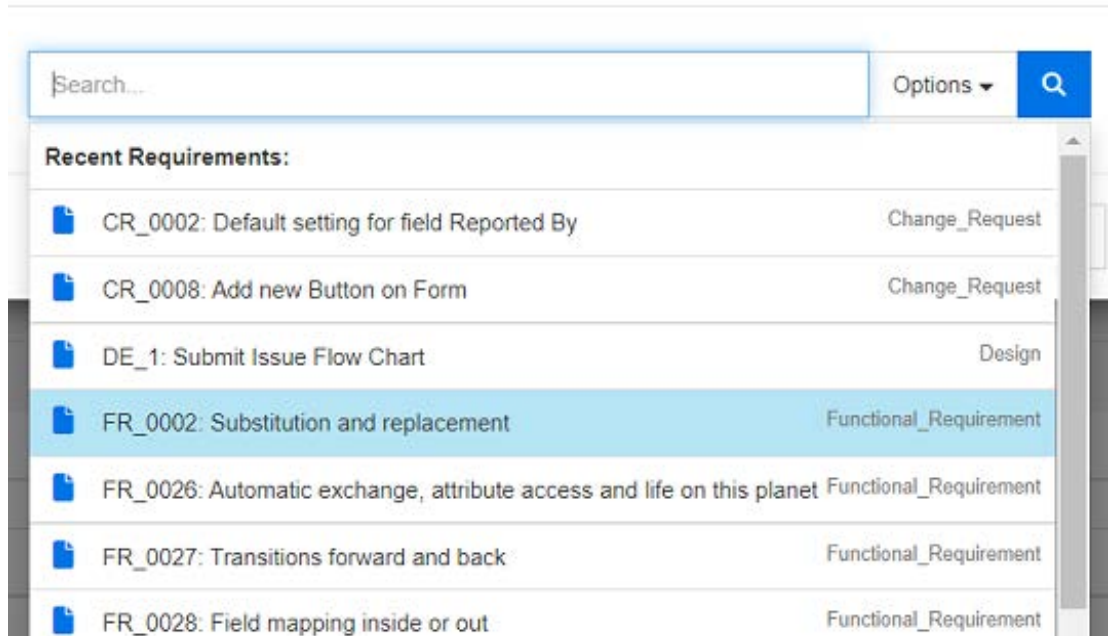 Search...
Options
Recent Requirements:
CR_0002: Default setting for field Reported By Change_Request
CR_0008: Add new Button on Form Change_Request
DE_1: Submit Issue Flow Chart Design
FR_0002: Substitution and replacement Functional_Requirement
FR_0026: Automatic exchange, attribute access and life on this planet Functional_Requirement
FR_0027: Transitions forward and back Functional_Requirement
FR_0028: Field mapping inside or out Functional_Requirement